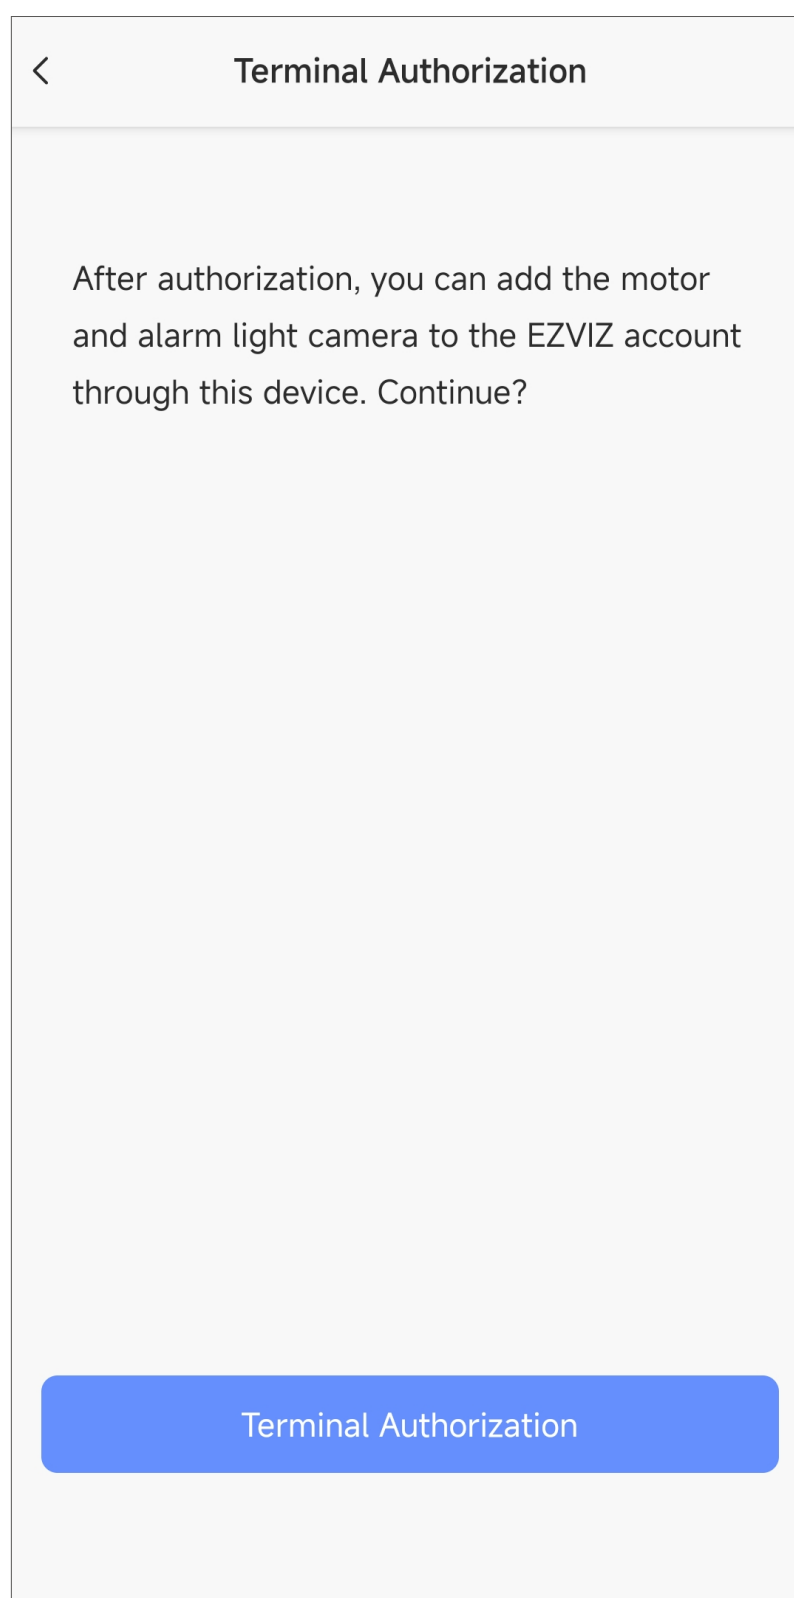 Terminal Authorization
After authorization, you can add the motor
and alarm light camera to the EZVIZ account
through this device. Continue?
Terminal Authorization